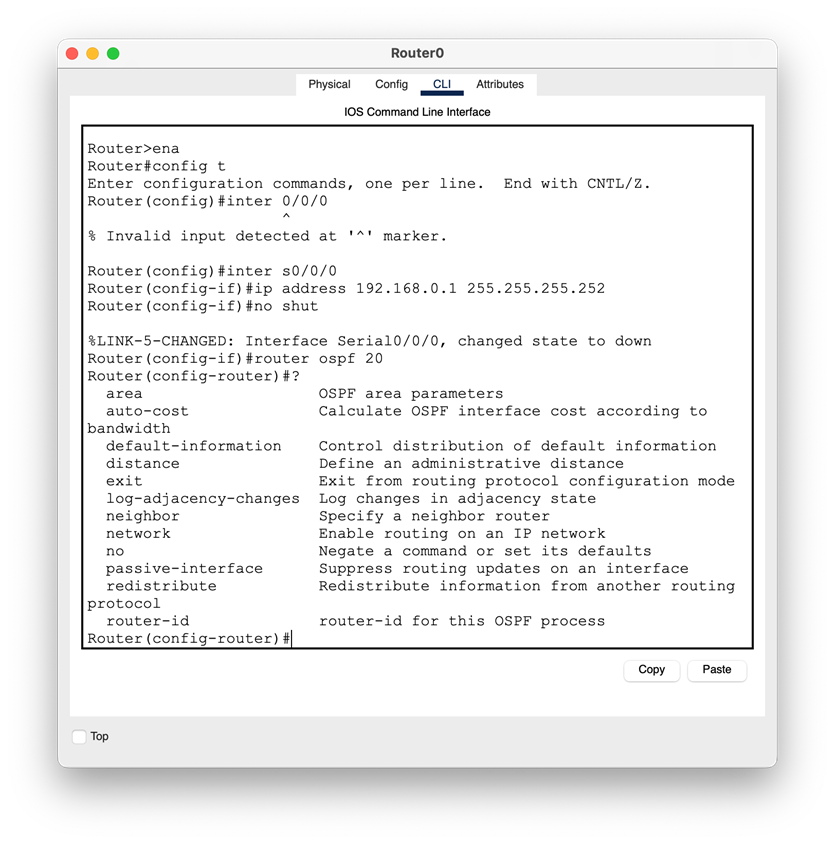 Router0
Physical Config CLI Attributes
IOS Command Line Interface
Router>ena
Router#config t
Enter configuration commands, one per line.  End with CNTL/Z.
Router(config)#inter 0/0/0
^
% Invalid input detected at '^' marker.
Router(config)#inter s0/0/0
Router(config-if)#ip address 192.168.0.1 255.255.255.252
Router(config-if)#no shut
%LINK-5-CHANGED: Interface Serial0/0/0, changed state to down
Router(config-if)#router ospf 20
Router(config-router)#?
area OSPF area parameters
auto-cost Calculate OSPF interface cost according to
bandwidth
default-information Control distribution of default information
distance Define an administrative distance
exit Exit from routing protocol configuration mode
log-adjacency-changes Log changes in adjacency state
neighbor Specify a neighbor router
network Enable routing on an IP network
no Negate a command or set its defaults
passive-interface Suppress routing updates on an interface
redistribute Redistribute information from another routing
protocol
router-id router-id for this OSPF process
Router(config-router)#
Copy Paste
Top